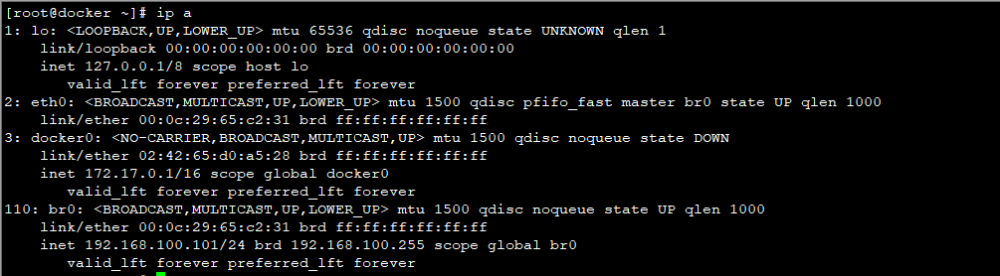 [root@docker ~]# ip a
1: lo: <LOOPBACK,UP,LOWER_UP> mtu 65536 qdisc noqueue state UNKNOWN qlen 1
    link/loopback 00:00:00:00:00:00 brd 00:00:00:00:00:00
    inet 127.0.0.1/8 scope host lo
       valid_lft forever preferred_lft forever
2: eth0: <BROADCAST,MULTICAST,UP,LOWER_UP> mtu 1500 qdisc pfifo_fast master br0 state UP qlen 1000
    link/ether 00:0c:29:65:c2:31 brd ff:ff:ff:ff:ff:ff
3: docker0: <NO-CARRIER,BROADCAST,MULTICAST,UP> mtu 1500 qdisc noqueue state DOWN
    link/ether 02:42:65:d0:a5:28 brd ff:ff:ff:ff:ff:ff
    inet 172.17.0.1/16 scope global docker0
       valid_lft forever preferred_lft forever
110: br0: <BROADCAST,MULTICAST,UP,LOWER_UP> mtu 1500 qdisc noqueue state UP qlen 1000
    link/ether 00:0c:29:65:c2:31 brd ff:ff:ff:ff:ff:ff
    inet 192.168.100.101/24 brd 192.168.100.255 scope global br0
       valid_lft forever preferred_lft forever